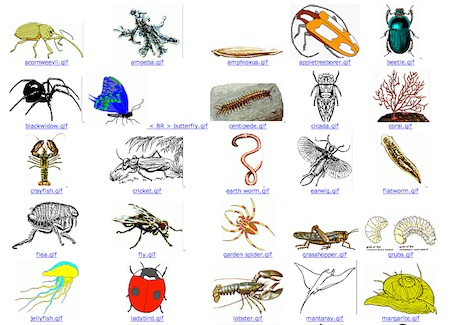 acornweevil.gif
amoeba.gif
amphioxus.gif
appletreeborer.gif
beetle.gif
blackwidow.gif
< BR > butterfly.gif
centipede.gif
cicada.gif
coral.gif
crayfish.gif
cricket.gif
earth worm.gif
earwig.gif
flatworm.gif
flea.gif
fly.gif
garden spider.gif
grasshopper.gif
grubs.gif
jellyfish.gif
ladybird.gif
lobster.gif
mantaray.gif
margarite.gif